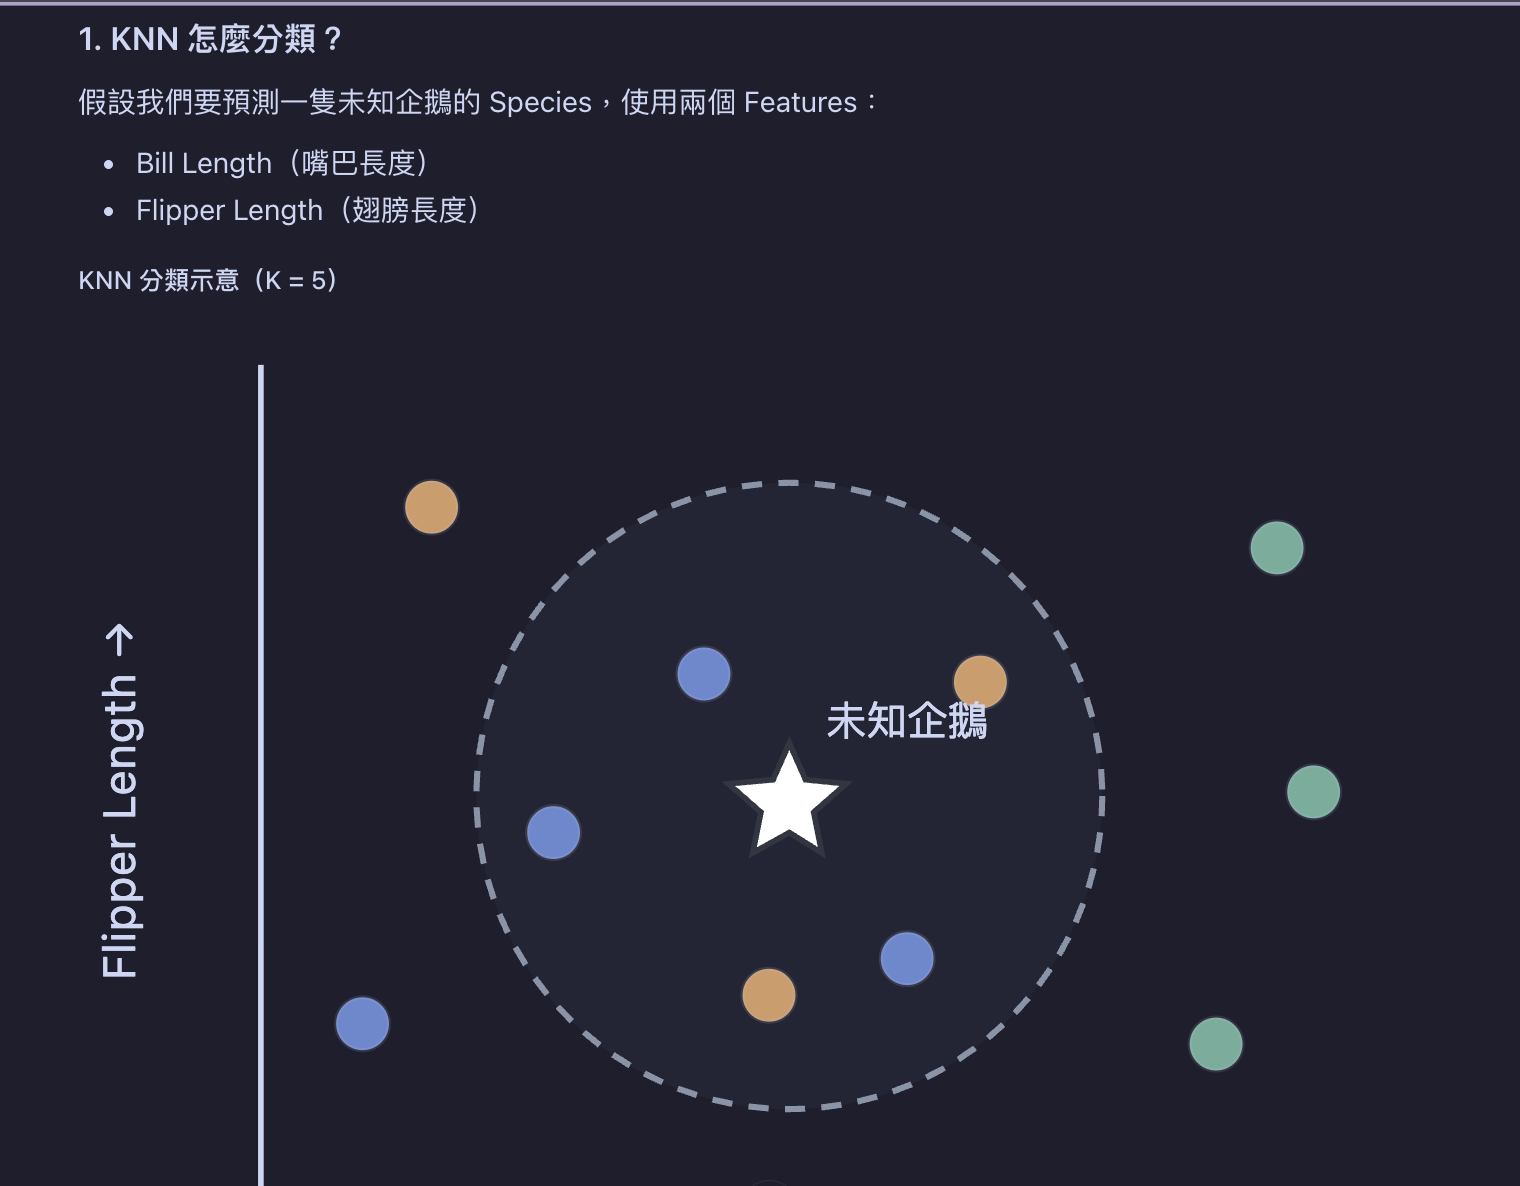 1. KNN 怎麼分類？
假設我們要預測一隻未知企鵝的 Species，使用兩個 Features：
• Bill Length（嘴巴長度）
• Flipper Length（翅膀長度）
KNN 分類示意（K = 5）
未知企鵝
Flipper Length →